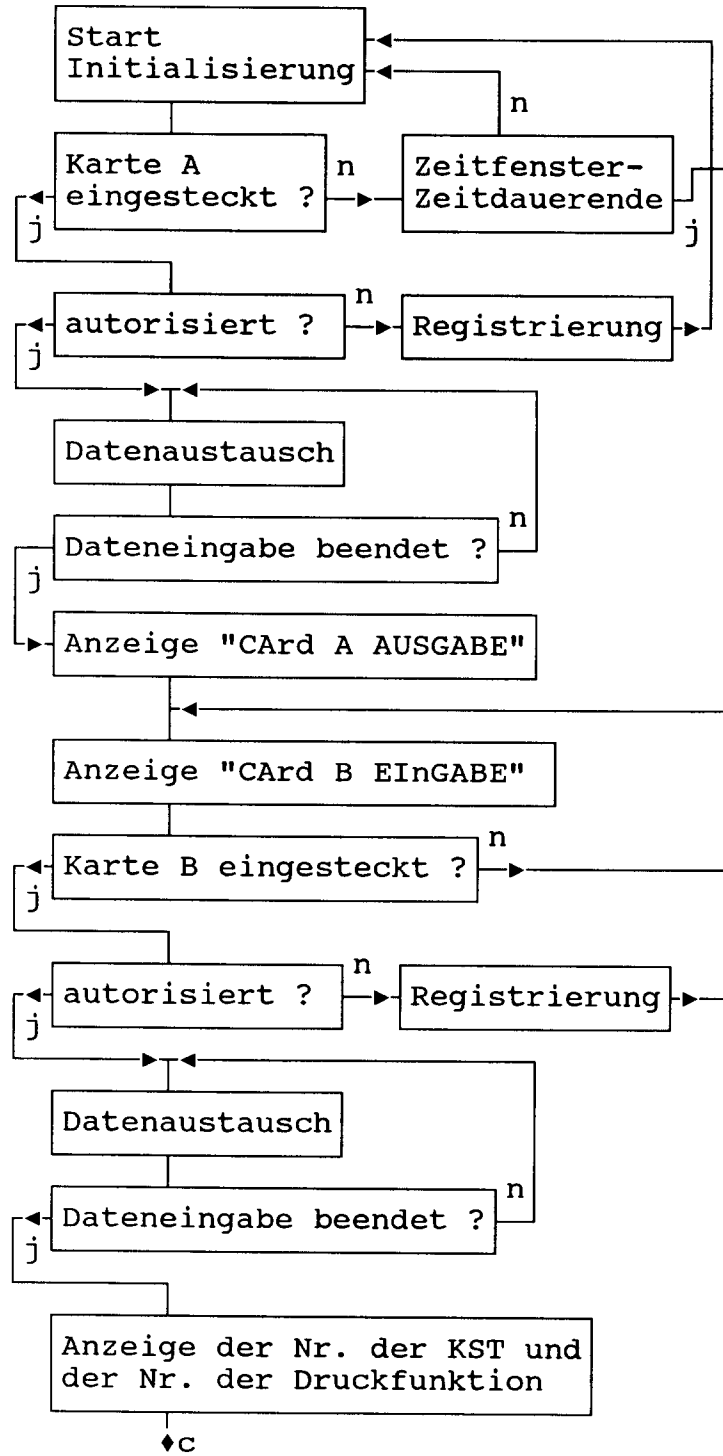 Start
Initialisierung
n
Karte A
eingesteckt ?
n
Zeitfenster-
Zeitdauerende
j
j
autorisiert ?
n
Registrierung
j
Datenaustausch
Dateneingabe beendet ?
n
j
Anzeige "CArd A AUSGABE"
Anzeige "CArd B EInGABE"
Karte B eingesteckt ?
n
j
autorisiert ?
n
Registrierung
j
Datenaustausch
Dateneingabe beendet ?
n
j
Anzeige der Nr. der KST und
der Nr. der Druckfunktion
♦c